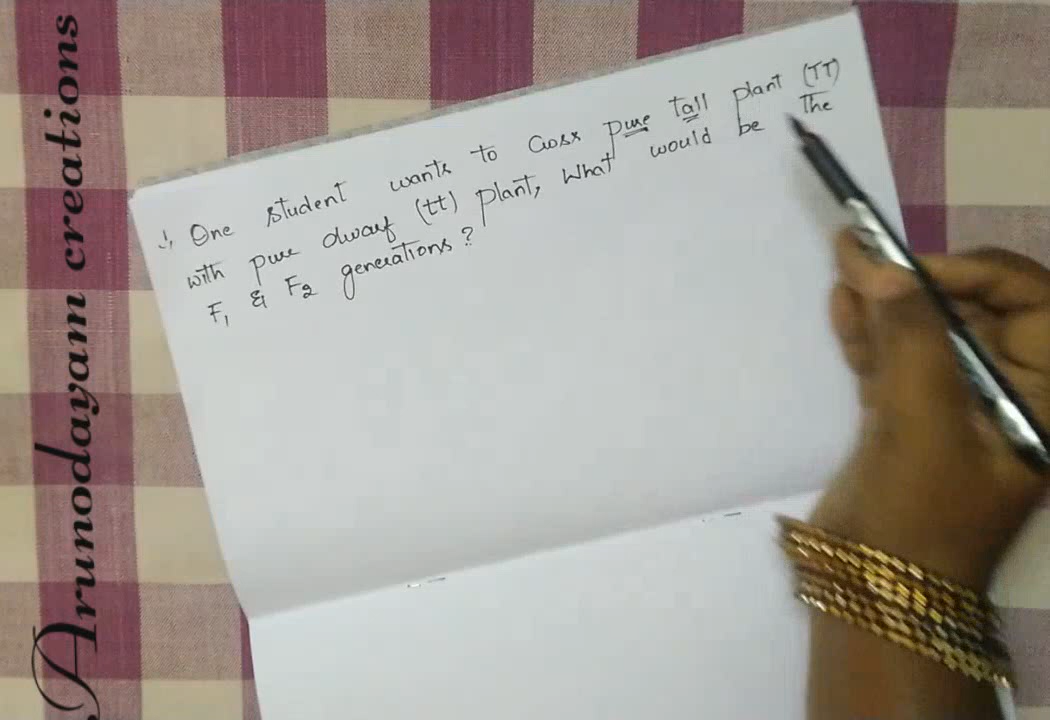 1, One student wants to cross pure tall plant (TT)
with pure dwarf (tt) plant, what would be the
F1 & F2 generations?
Arunodayam creations